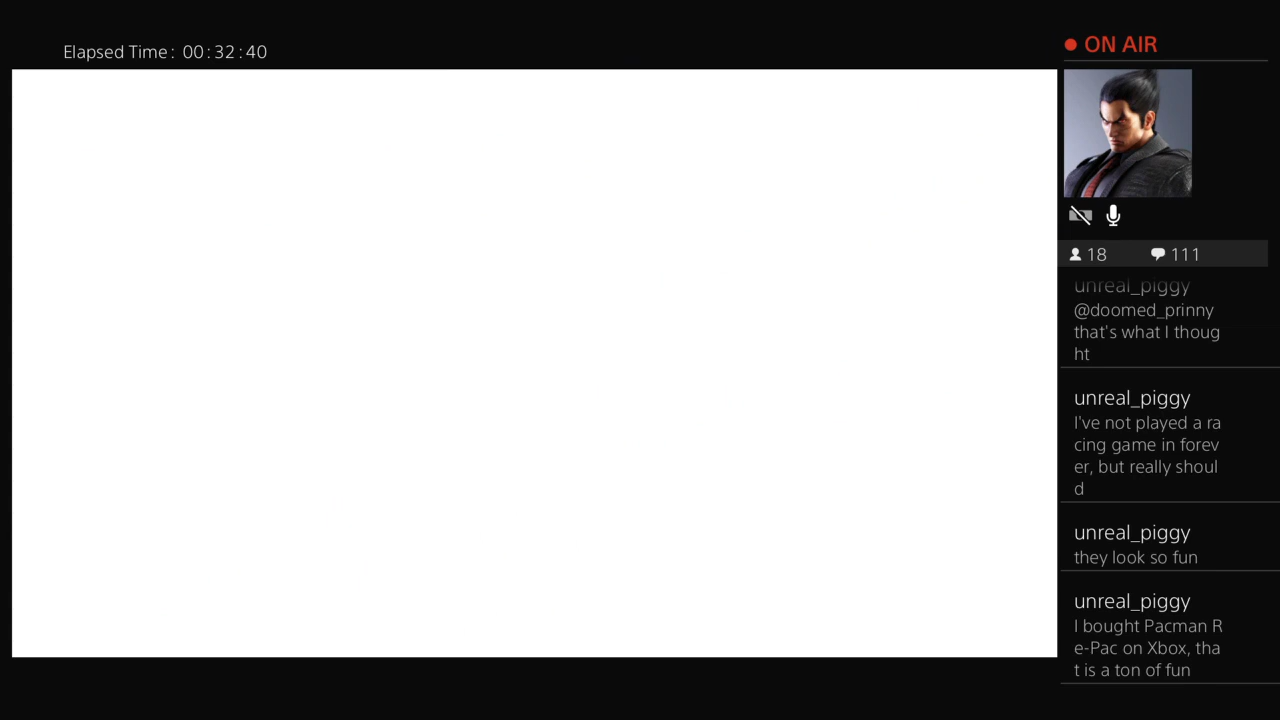 Elapsed Time: 00:32:40
ON AIR
18 111
unreal_piggy
@doomed_prinny
that's what I thoug
ht
unreal_piggy
I've not played a ra
cing game in forev
er, but really shoul
d
unreal_piggy
they look so fun
unreal_piggy
I bought Pacman R
e-Pac on Xbox, tha
t is a ton of fun